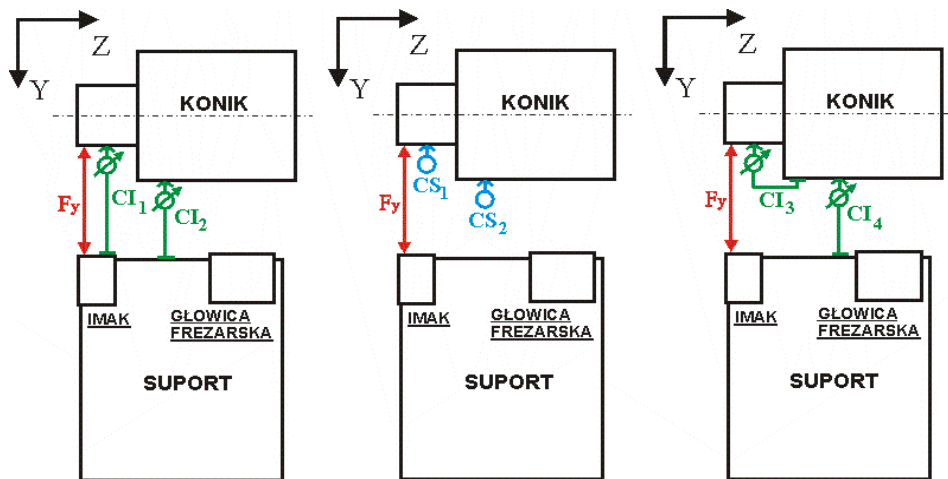 Z
Y
KONIK
Fy
CI1
CI2
IMAK
GŁOWICA
FREZARSKA
SUPORT
Z
Y
KONIK
Fy
CS1
CS2
IMAK
GŁOWICA
FREZARSKA
SUPORT
Z
Y
KONIK
Fy
CI3
CI4
IMAK
GŁOWICA
FREZARSKA
SUPORT